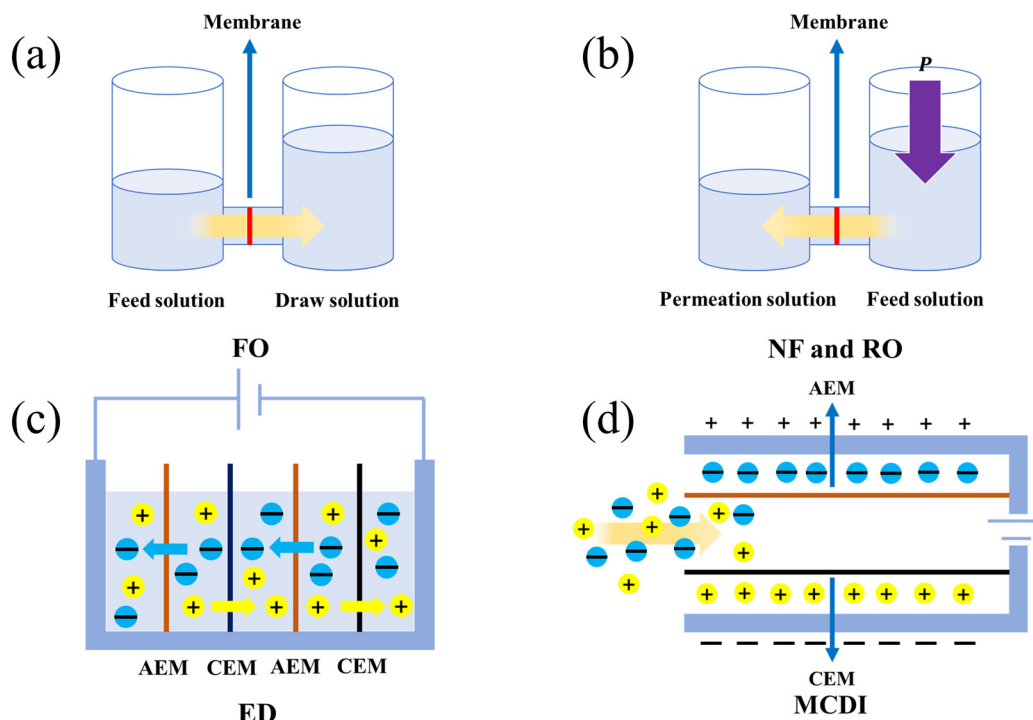 (a)
Membrane
Feed solution
Draw solution
FO
(b)
Membrane
P
Permeation solution
Feed solution
NF and RO
(c)
+ + +
− −
− − − −
+
− − −
+ +
+ + + +
−
AEM CEM AEM CEM
ED
(d)
AEM
+ + + + + + + +
− − − − − − − −
+ − + −
+ − + −
− − − +
+
+ + + + + + + +
− − − − − − − −
CEM
MCDI